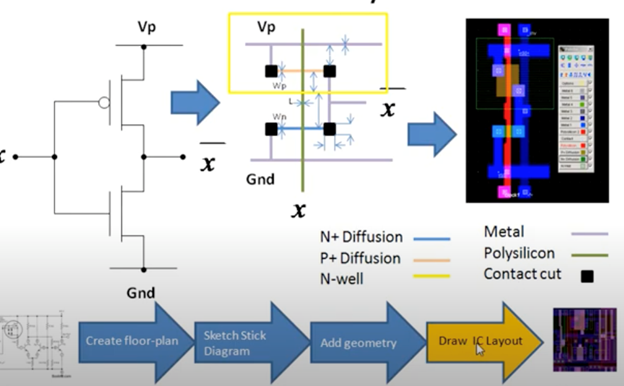 Vp
Gnd
x
x
Vp
Wp
L
Wn
Gnd
x
x
N+ Diffusion
P+ Diffusion
N-well
Metal
Polysilicon
Contact cut
Create floor-plan
Sketch Stick
Diagram
Add geometry
Draw IC Layout